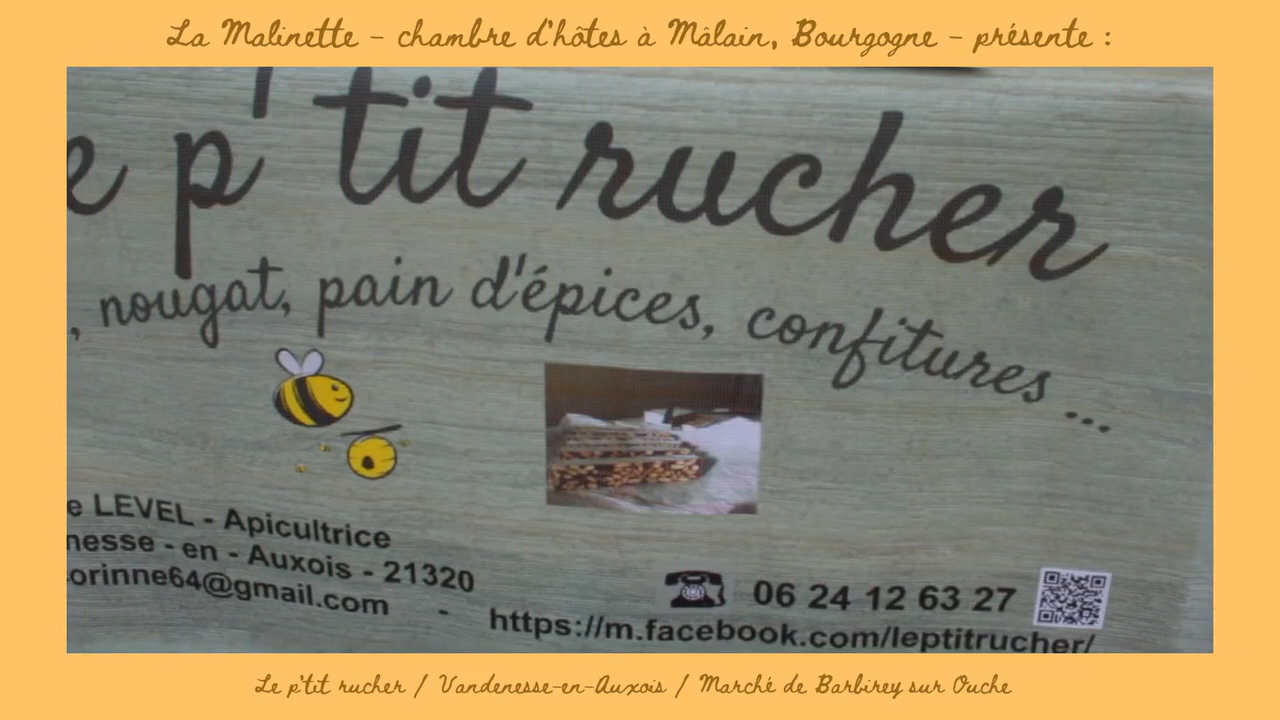 La Malinette - chambre d'hôtes à Mâlain, Bourgogne - présente :
e p'tit rucher
, nougat, pain d'épices, confitures ...
e LEVEL - Apicultrice
nesse - en - Auxois - 21320
orinne64@gmail.com - https://m.facebook.com/leptitrucher/
06 24 12 63 27
Le p'tit rucher / Vandenesse-en-Auxois / Marché de Barbirey sur Ouche